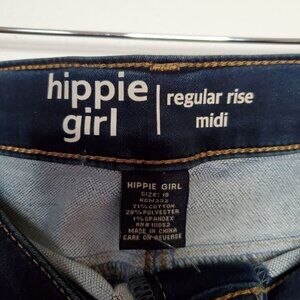 hippie
girl
regular rise
midi
HIPPIE GIRL
SIZE: 18
71% COTTON
28% POLYESTER
1% SPANDEX
MADE IN CHINA
CARE ON REVERSE